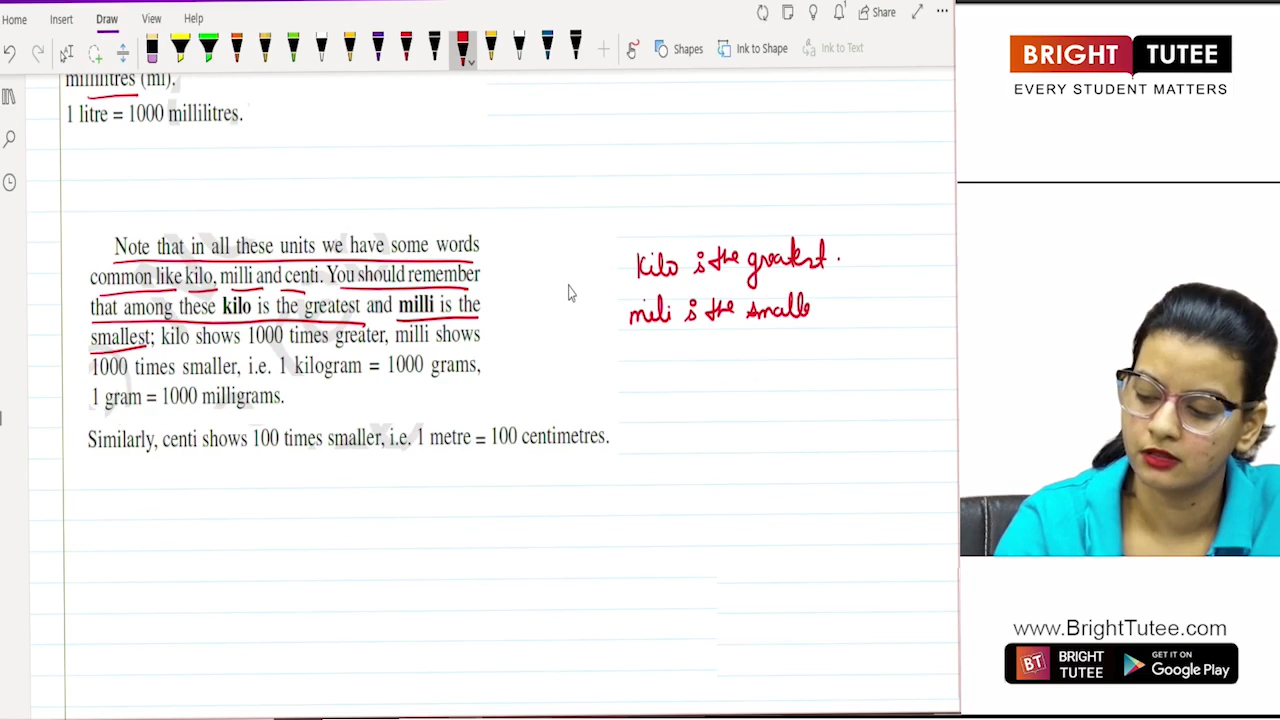 Home Insert Draw View Help
Share
Shapes Ink to Shape Ink to Text
millilitres (ml).
1 litre = 1000 millilitres.
Note that in all these units we have some words
common like kilo, milli and centi. You should remember
that among these kilo is the greatest and milli is the
smallest; kilo shows 1000 times greater, milli shows
1000 times smaller, i.e. 1 kilogram = 1000 grams,
1 gram = 1000 milligrams.
Similarly, centi shows 100 times smaller, i.e. 1 metre = 100 centimetres.
Kilo is the greatest.
mili is the smalle
BRIGHT TUTEE
EVERY STUDENT MATTERS
www.BrightTutee.com
BT BRIGHT TUTEE
GET IT ON
Google Play